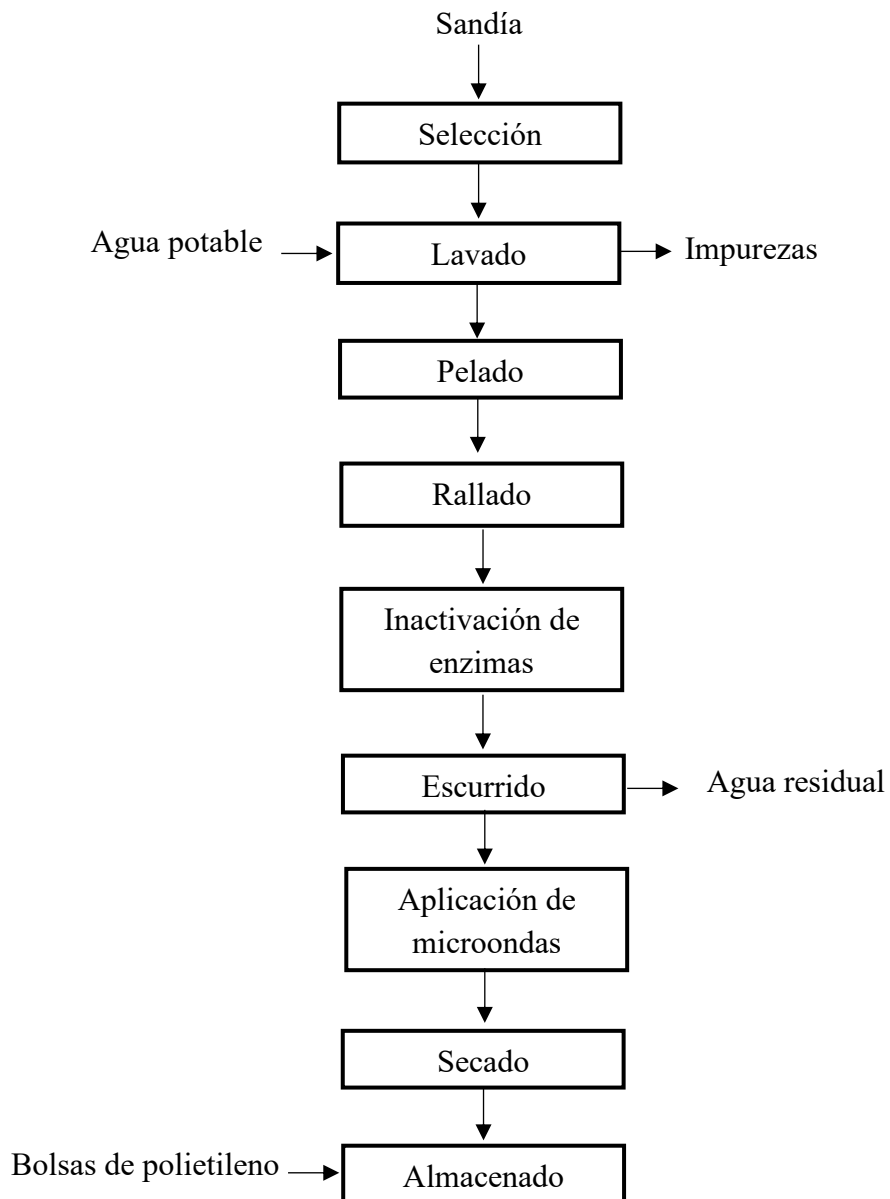 Sandía
Selección
Agua potable
Lavado
Impurezas
Pelado
Rallado
Inactivación de
enzimas
Escurrido
Agua residual
Aplicación de
microondas
Secado
Bolsas de polietileno
Almacenado